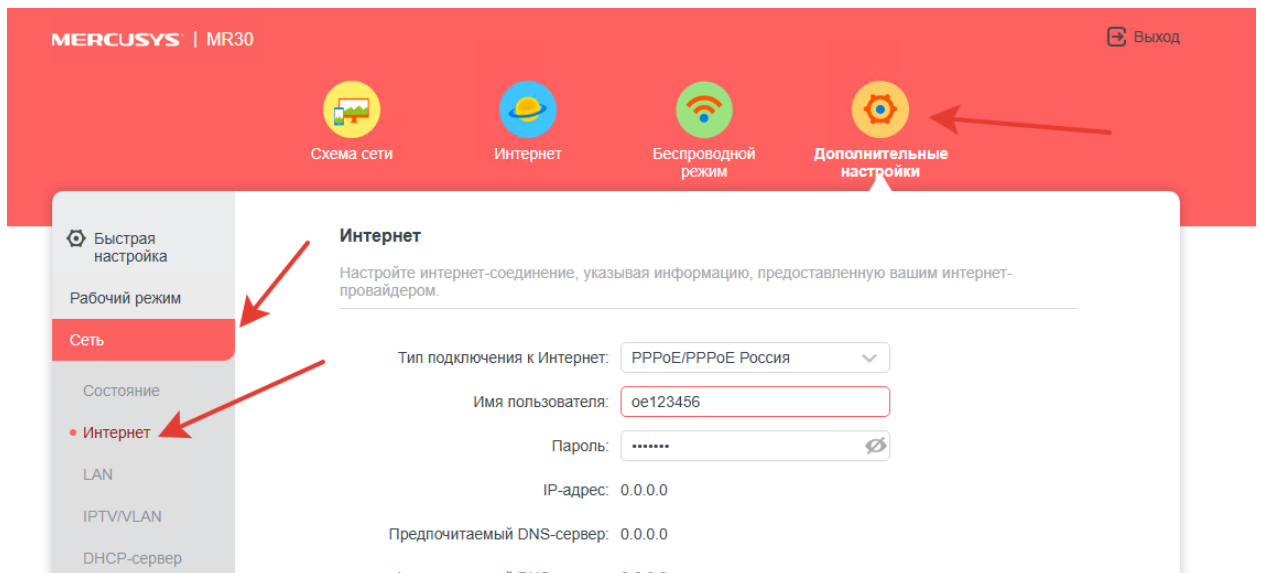 MERCUSYS | MR30
Выход
Схема сети
Интернет
Беспроводной
режим
Дополнительные
настройки
Быстрая
настройка
Рабочий режим
Сеть
Состояние
Интернет
LAN
IPTV/VLAN
DHCP-сервер
Интернет
Настройте интернет-соединение, указывая информацию, предоставленную вашим интернет-
провайдером.
Тип подключения к Интернет: PPPoE/PPPoE Россия
Имя пользователя: oe123456
Пароль: •••••••
IP-адрес: 0.0.0.0
Предпочитаемый DNS-сервер: 0.0.0.0